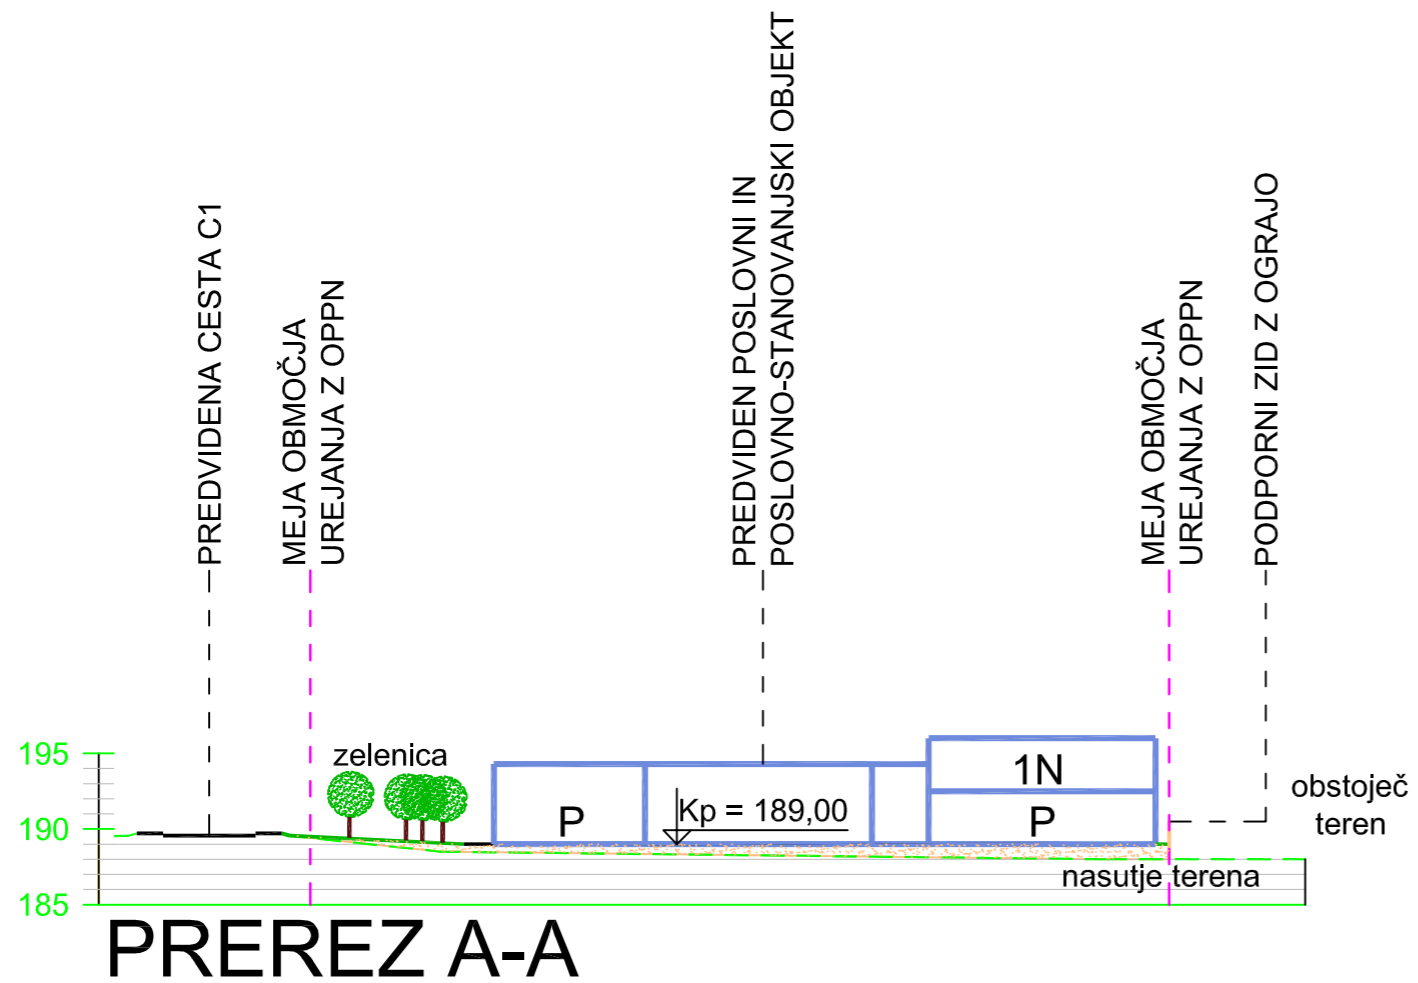 PREDVIDENA CESTA C1
MEJA OBMOČJA
UREJANJA Z OPPN
PREDVIDEN POSLOVNI IN
POSLOVNO-STANOVANJSKI OBJEKT
MEJA OBMOČJA
UREJANJA Z OPPN
PODPORNI ZID Z OGRAJO
195
zelenica
1N
obstoječ
teren
190
P
Kp = 189,00
P
nasutje terena
185
PREREZ A-A